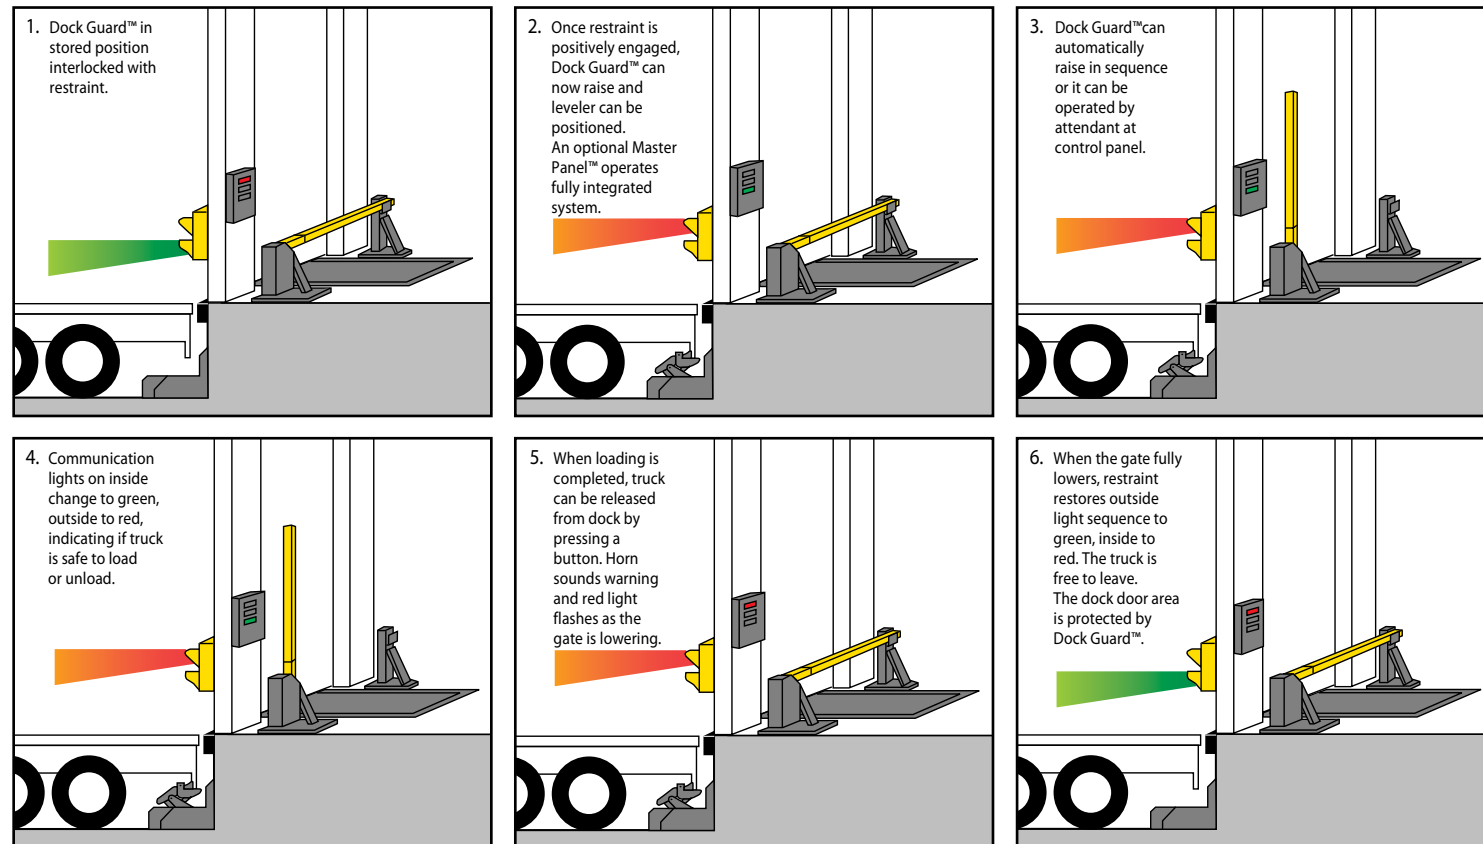 1. Dock Guard™ in
stored position
interlocked with
restraint.
2. Once restraint is
positively engaged,
Dock Guard™ can
now raise and
leveler can be
positioned.
An optional Master
Panel™ operates
fully integrated
system.
3. Dock Guard™can
automatically
raise in sequence
or it can be
operated by
attendant at
control panel.
4. Communication
lights on inside
change to green,
outside to red,
indicating if truck
is safe to load
or unload.
5. When loading is
completed, truck
can be released
from dock by
pressing a
button. Horn
sounds warning
and red light
flashes as the
gate is lowering.
6. When the gate fully
lowers, restraint
restores outside
light sequence to
green, inside to
red. The truck is
free to leave.
The dock door area
is protected by
Dock Guard™.